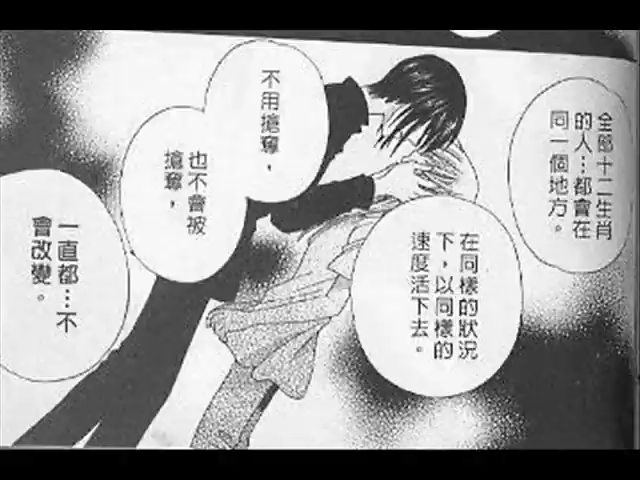 全部十二生肖
的人…都會在
同一個地方。
在同樣的狀況
下，以同樣的
速度活下去。
不用搶奪，
也不會被
搶奪，
一直都…不
會改變。